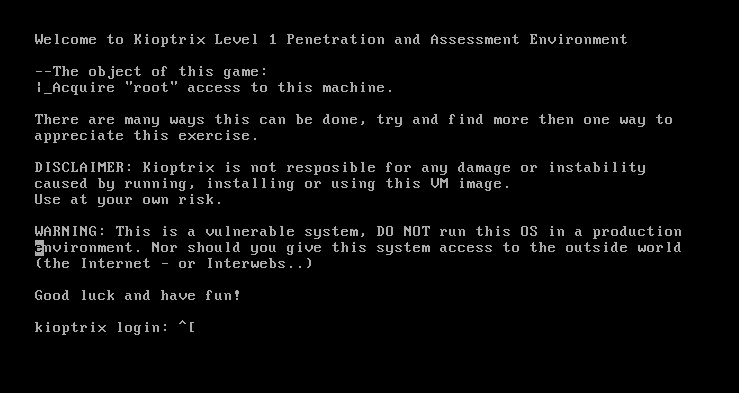 Welcome to Kioptrix Level 1 Penetration and Assessment Environment
--The object of this game:
|_Acquire "root" access to this machine.
There are many ways this can be done, try and find more then one way to
appreciate this exercise.
DISCLAIMER: Kioptrix is not resposible for any damage or instability
caused by running, installing or using this VM image.
Use at your own risk.
WARNING: This is a vulnerable system, DO NOT run this OS in a production
environment. Nor should you give this system access to the outside world
(the Internet - or Interwebs..)
Good luck and have fun!
kioptrix login: ^[